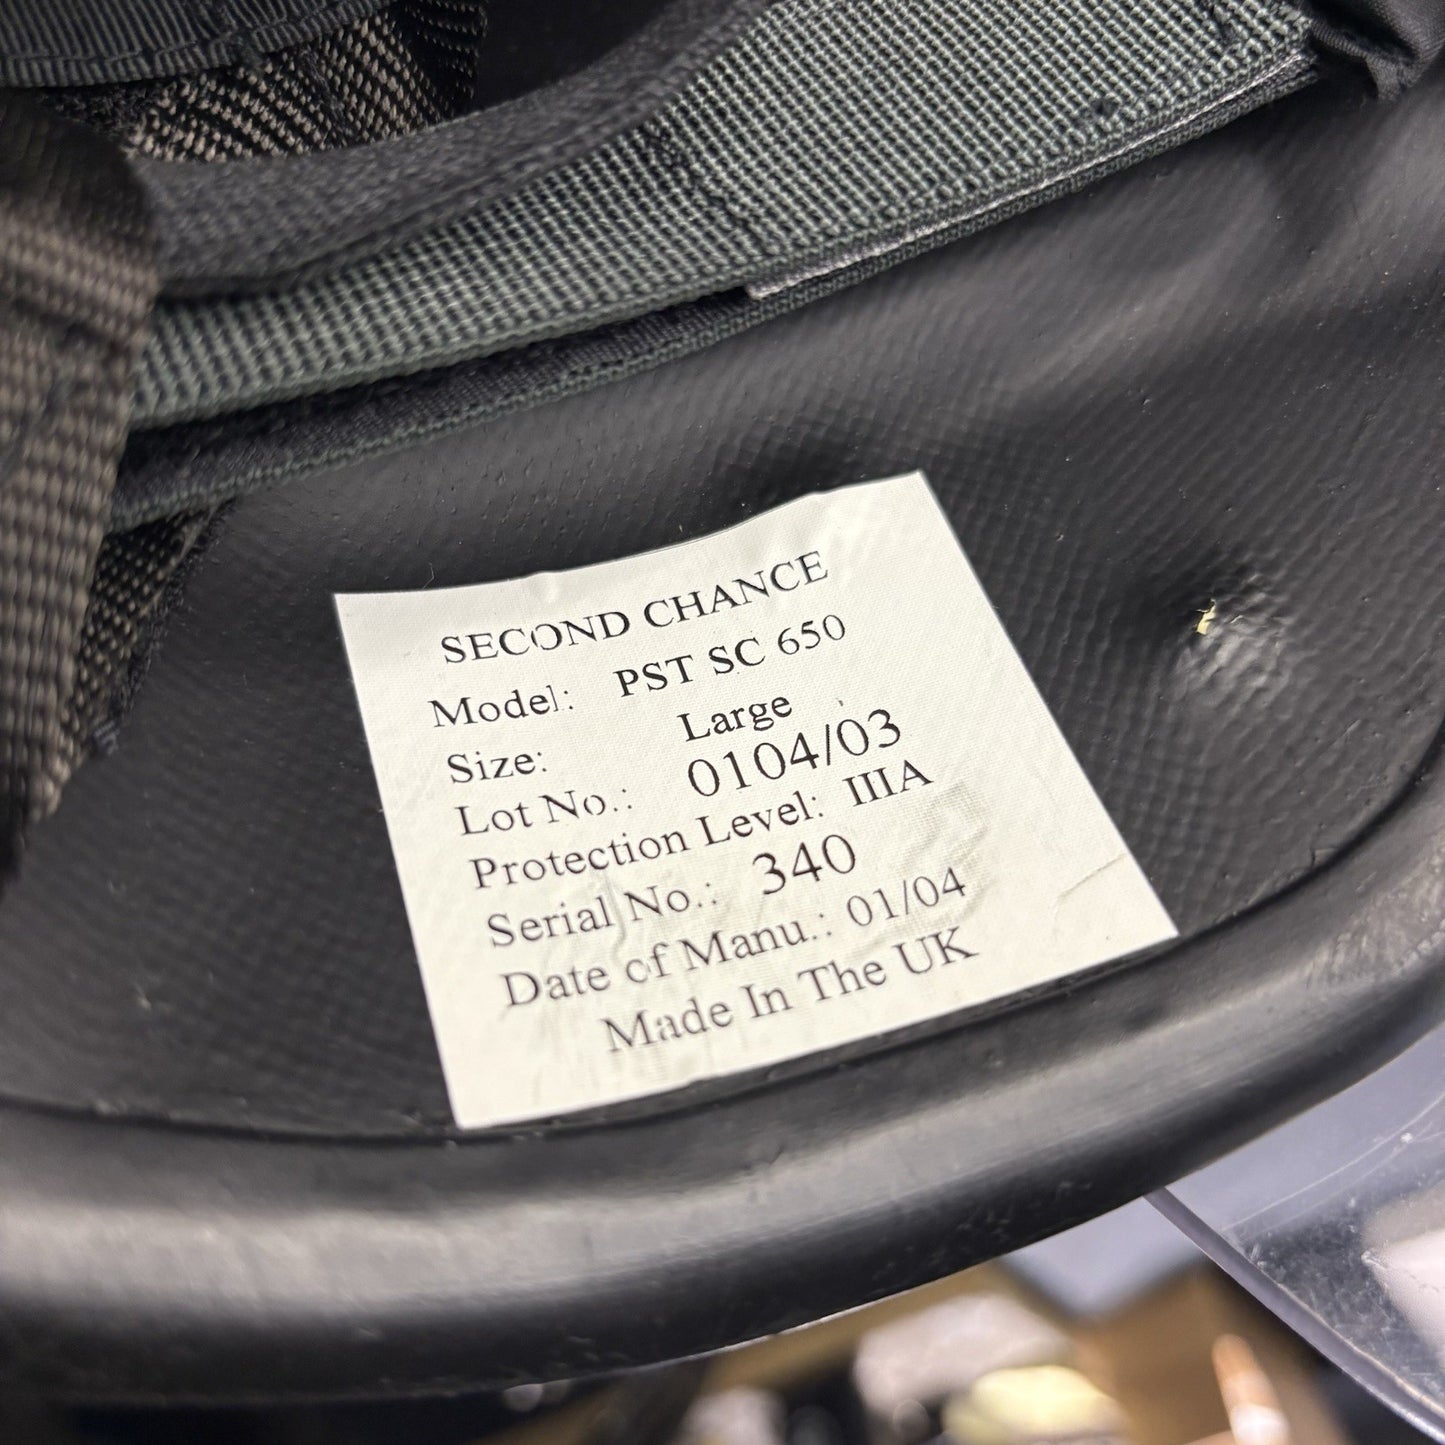 SECOND CHANCE
Model: PST SC 650
Size: Large
Lot No.: 0104/03
Protection Level: IIIA
Serial No.: 340
Date of Manu.: 01/04
Made In The UK